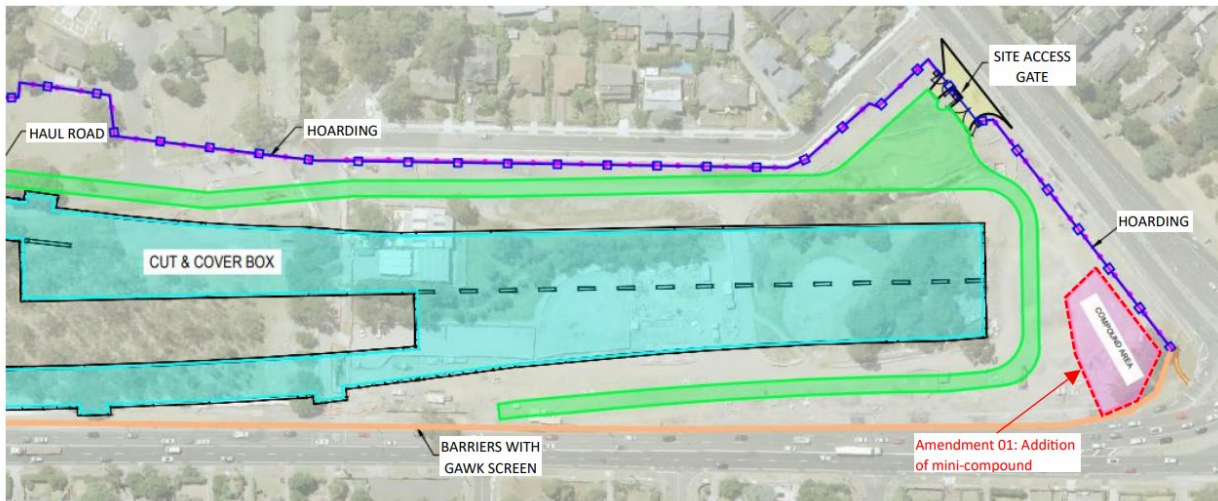 SITE ACCESS
GATE
HAUL ROAD
HOARDING
HOARDING
CUT & COVER BOX
COMPOUND AREA
BARRIERS WITH
GAWK SCREEN
Amendment 01: Addition
of mini-compound